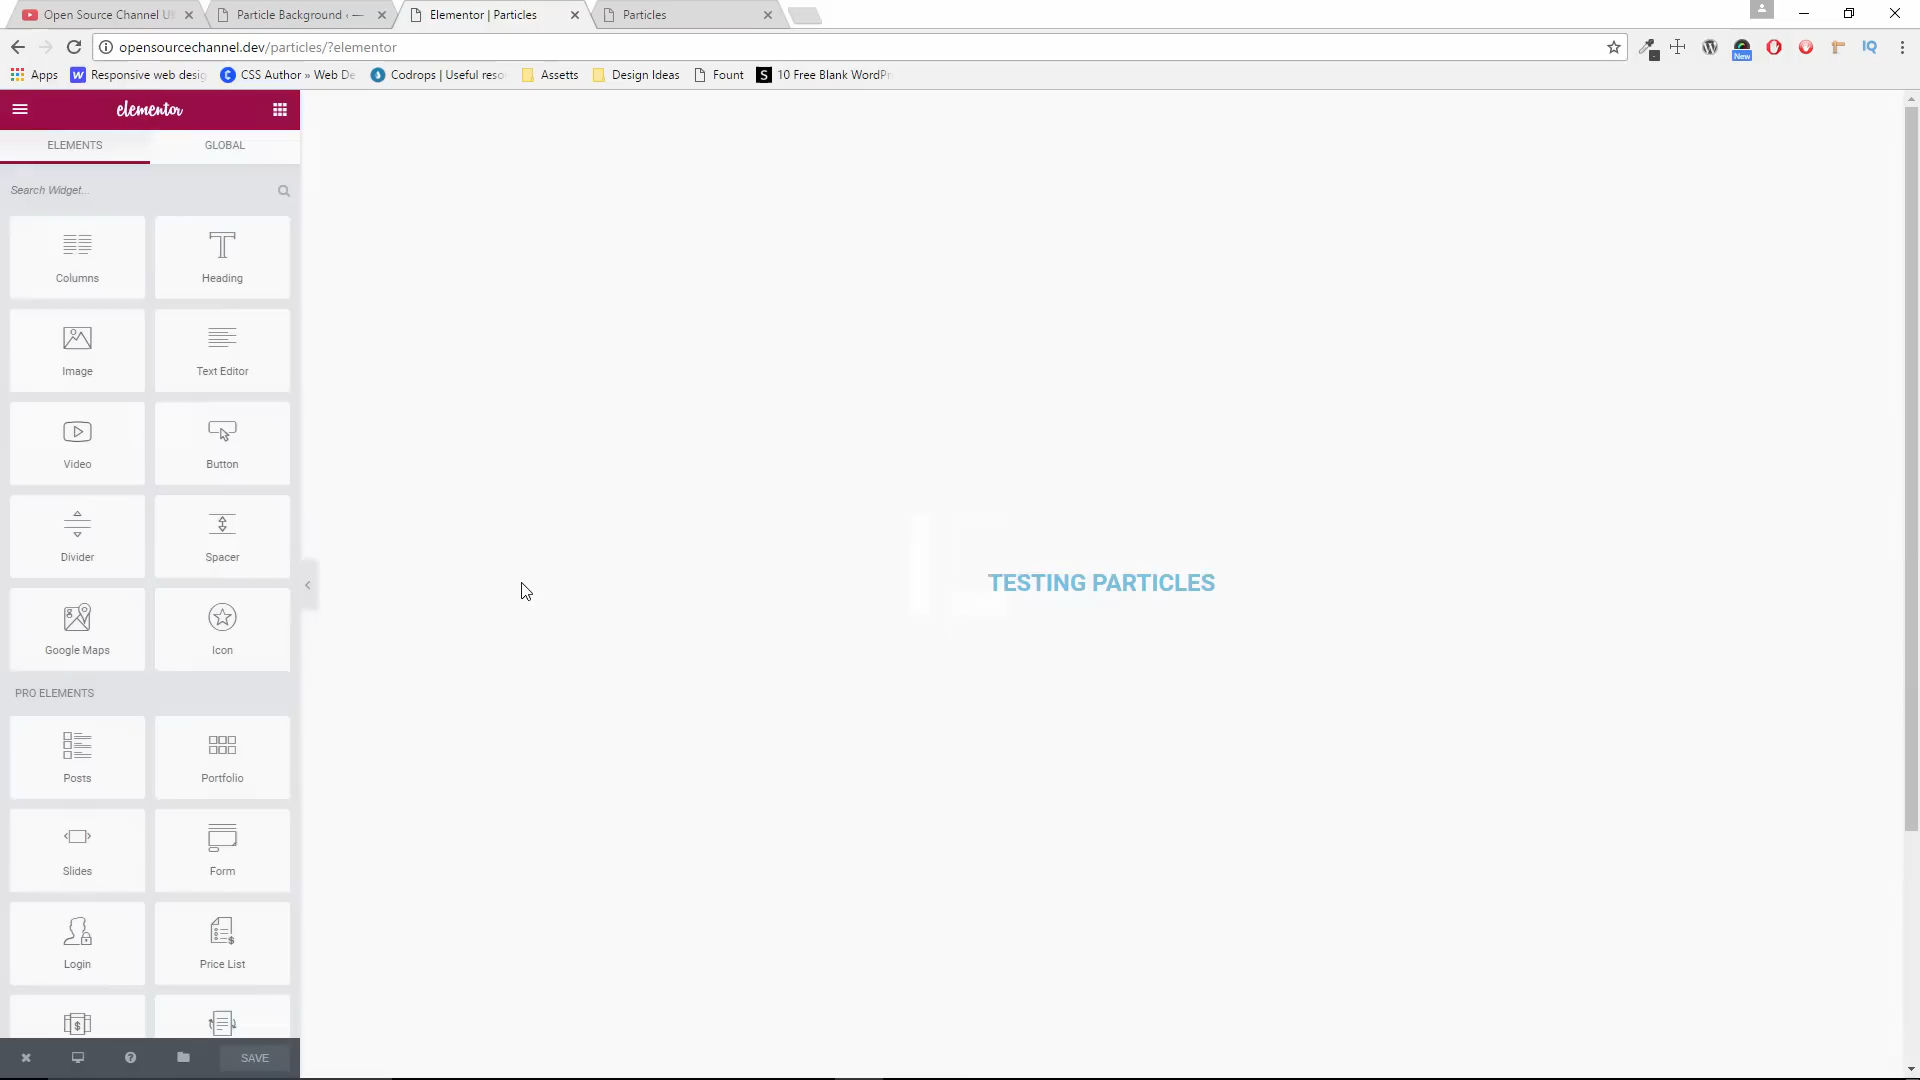 Open Source Channel U
Particle Background ‹ —
Elementor | Particles
Particles
opensourcechannel.dev/particles/?elementor
Apps
Responsive web desig
CSS Author » Web De
Codrops | Useful reso
Assetts
Design Ideas
Fount
10 Free Blank WordPr
New
IQ
elementor
ELEMENTS
GLOBAL
Search Widget...
Columns
Heading
Image
Text Editor
Video
Button
Divider
Spacer
Google Maps
Icon
PRO ELEMENTS
Posts
Portfolio
Slides
Form
Login
Price List
SAVE
TESTING PARTICLES